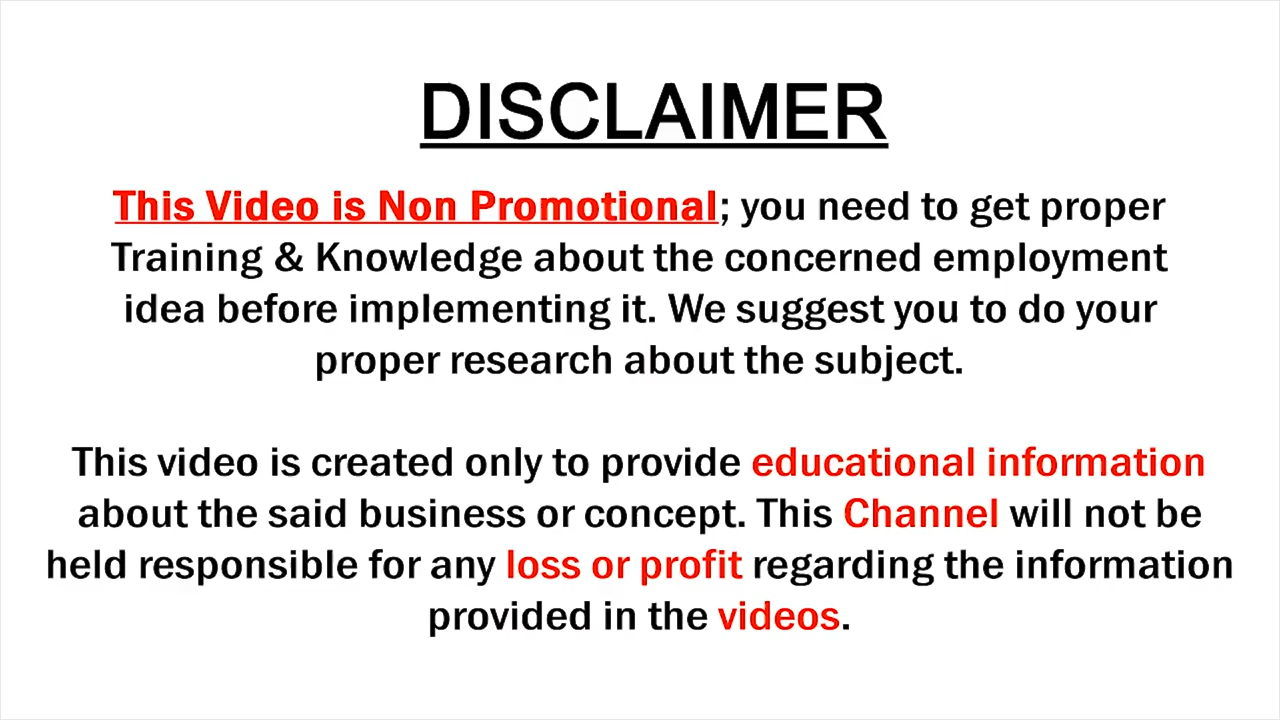 DISCLAIMER
This Video is Non Promotional; you need to get proper
Training & Knowledge about the concerned employment
idea before implementing it. We suggest you to do your
proper research about the subject.
This video is created only to provide educational information
about the said business or concept. This Channel will not be
held responsible for any loss or profit regarding the information
provided in the videos.